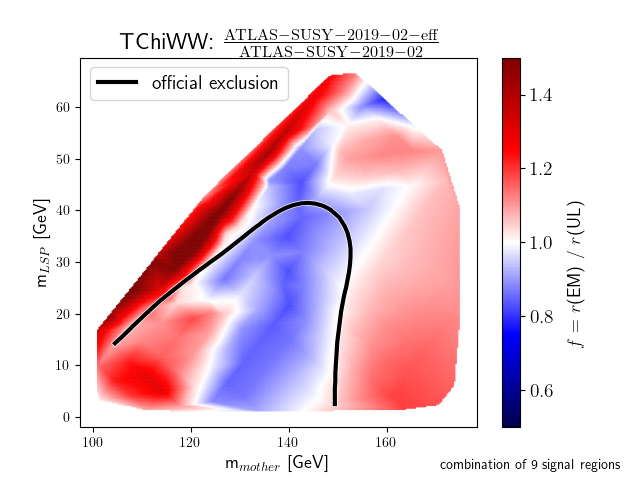 TChiWW: ATLAS−SUSY−2019−02−eff
ATLAS−SUSY−2019−02
official exclusion
60
50
40
30
20
10
0
m_LSP [GeV]
100 120 140 160
m_mother [GeV]
1.4
1.2
1.0
0.8
0.6
f = r(EM) / r(UL)
combination of 9 signal regions